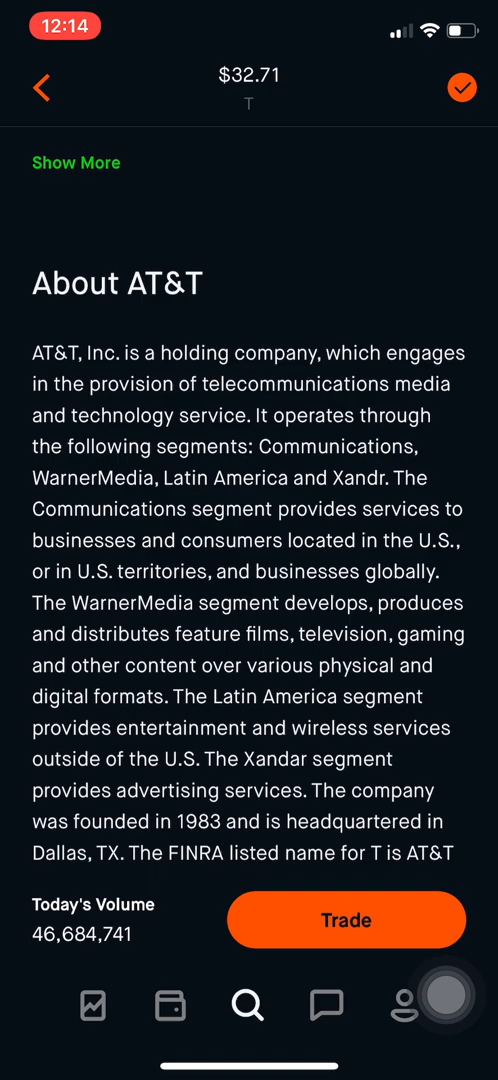 12:14
$32.71
T
Show More
About AT&T
AT&T, Inc. is a holding company, which engages
in the provision of telecommunications media
and technology service. It operates through
the following segments: Communications,
WarnerMedia, Latin America and Xandr. The
Communications segment provides services to
businesses and consumers located in the U.S.,
or in U.S. territories, and businesses globally.
The WarnerMedia segment develops, produces
and distributes feature films, television, gaming
and other content over various physical and
digital formats. The Latin America segment
provides entertainment and wireless services
outside of the U.S. The Xandar segment
provides advertising services. The company
was founded in 1983 and is headquartered in
Dallas, TX. The FINRA listed name for T is AT&T
Today's Volume
46,684,741
Trade